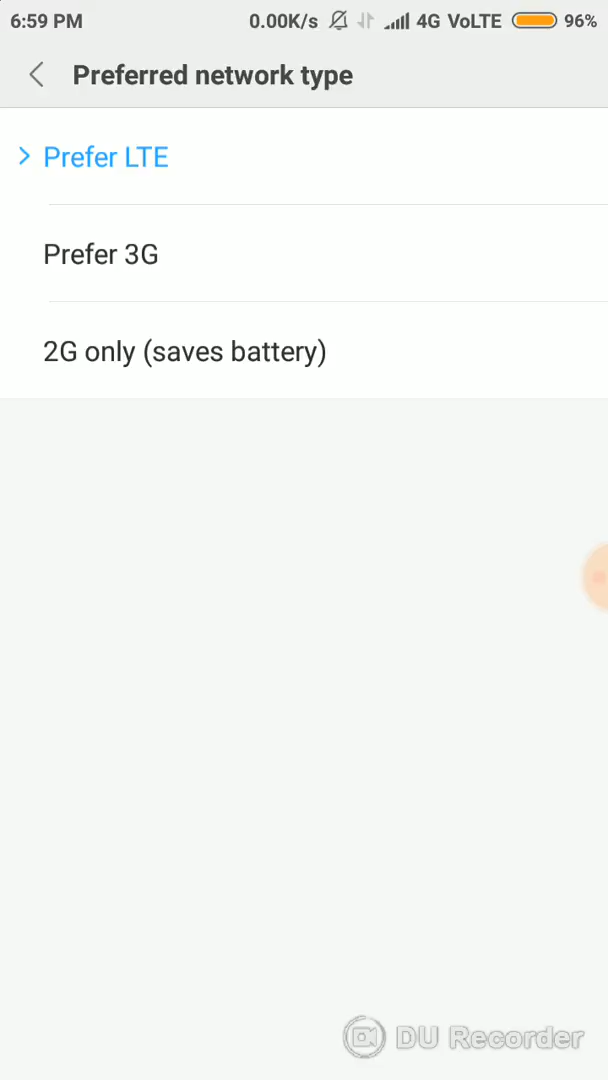 6:59 PM 0.00K/s 4G VoLTE 96%
Preferred network type
Prefer LTE
Prefer 3G
2G only (saves battery)
DU Recorder